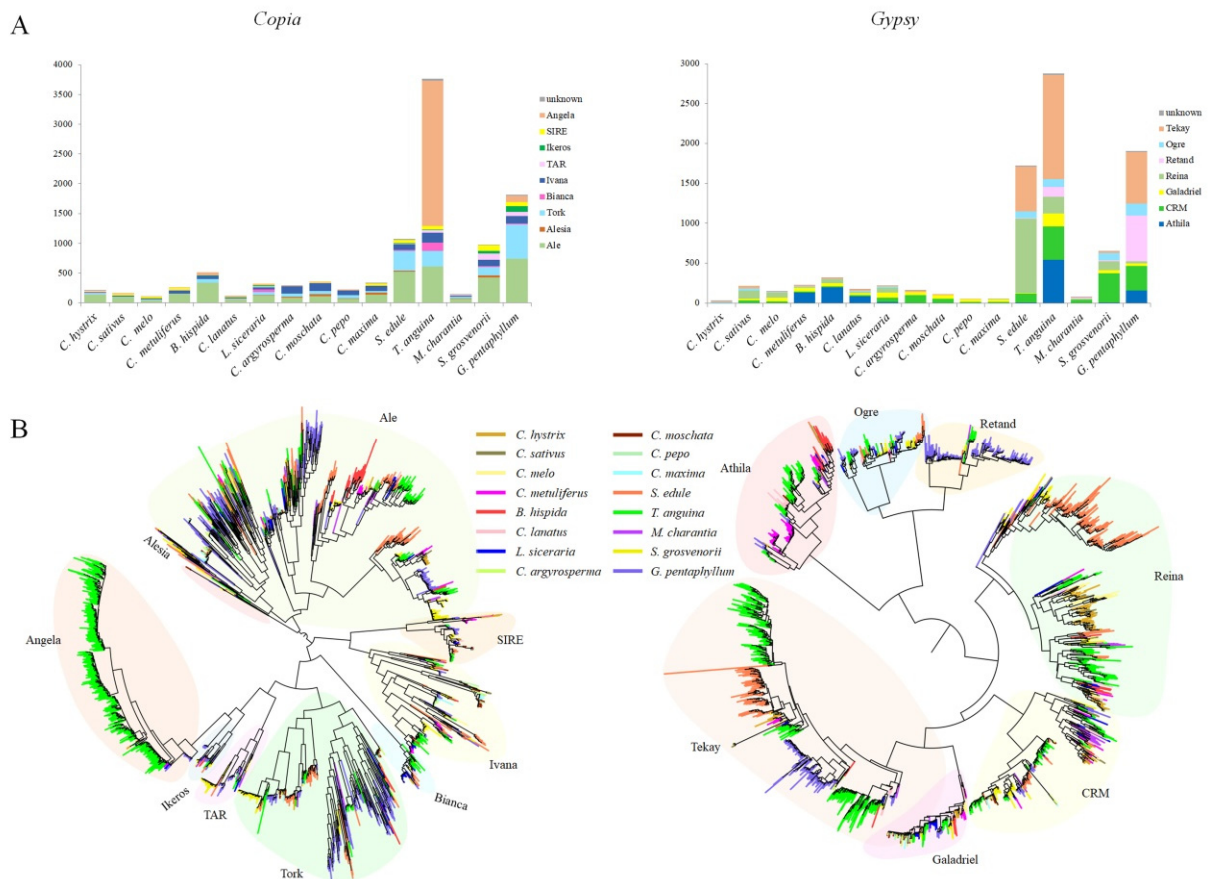 A
Copia
Gypsy
4000
3500
3000
2500
2000
1500
1000
500
0
unknown
Angela
SIRE
Ikeros
TAR
Ivana
Bianca
Tork
Alesia
Ale
C. hystrix
C. sativus
C. melo
C. metuliferus
B. hispida
C. lanatus
L. siceraria
C. argyrosperma
C. moschata
C. pepo
C. maxima
S. edule
T. anguina
M. charantia
S. grosvenorii
G. pentaphyllum
3000
2500
2000
1500
1000
500
0
unknown
Tekay
Ogre
Retand
Reina
Galadriel
CRM
Athila
C. hystrix
C. sativus
C. melo
C. metuliferus
B. hispida
C. lanatus
L. siceraria
C. argyrosperma
C. moschata
C. pepo
C. maxima
S. edule
T. anguina
M. charantia
S. grosvenorii
G. pentaphyllum
B
Ale
Alesia
Angela
SIRE
Ivana
Bianca
Ikeros
TAR
Tork
C. hystrix
C. sativus
C. melo
C. metuliferus
B. hispida
C. lanatus
L. siceraria
C. argyrosperma
C. moschata
C. pepo
C. maxima
S. edule
T. anguina
M. charantia
S. grosvenorii
G. pentaphyllum
Ogre
Retand
Athila
Reina
Tekay
CRM
Galadriel